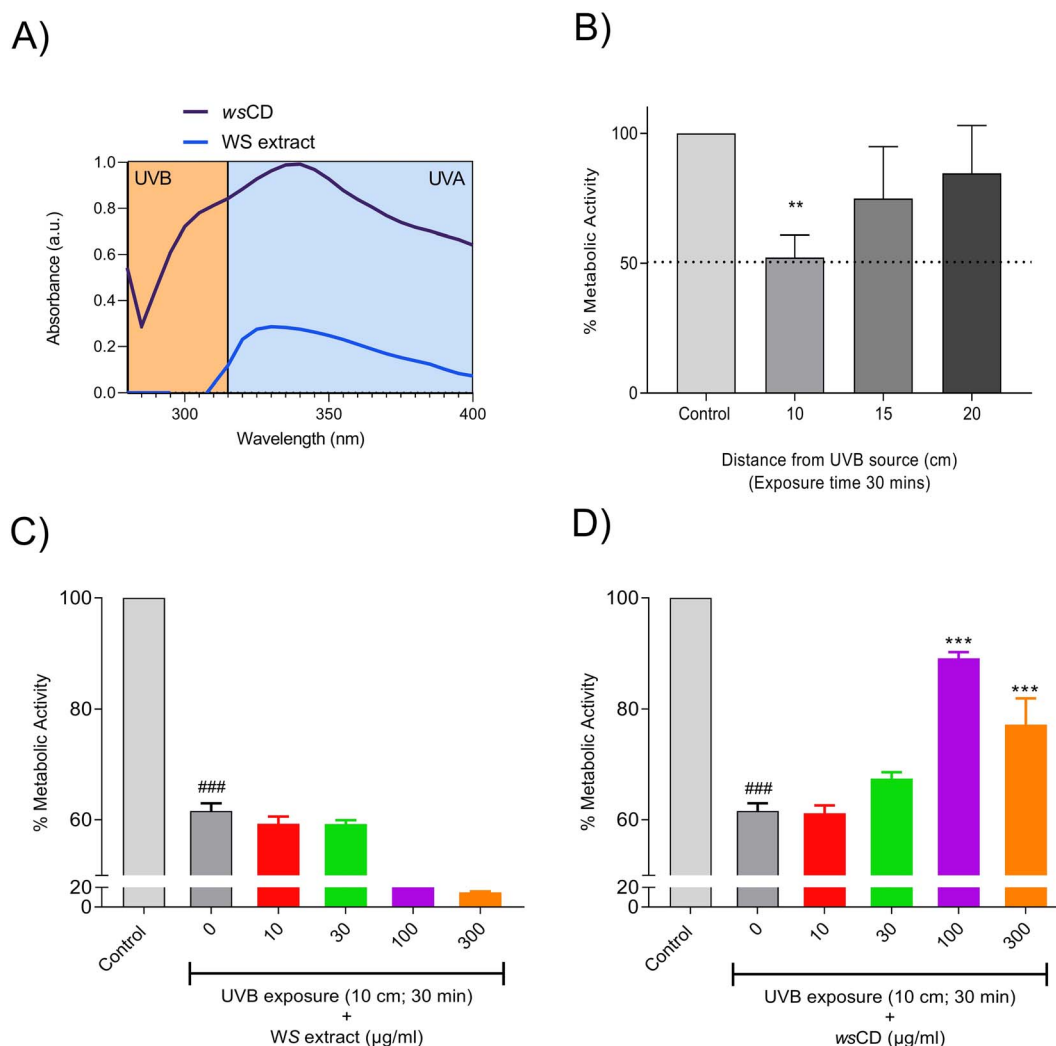 A)
wsCD
WS extract
UVB
UVA
1.0
0.8
0.6
0.4
0.2
0.0
Absorbance (a.u.)
300
350
400
Wavelength (nm)
B)
% Metabolic Activity
100
50
0
**
Control
10
15
20
Distance from UVB source (cm)
(Exposure time 30 mins)
C)
% Metabolic Activity
100
80
60
20
0
###
Control
0
10
30
100
300
UVB exposure (10 cm; 30 min)
+
WS extract (µg/ml)
D)
% Metabolic Activity
100
80
60
20
0
###
***
***
Control
0
10
30
100
300
UVB exposure (10 cm; 30 min)
+
wsCD (µg/ml)